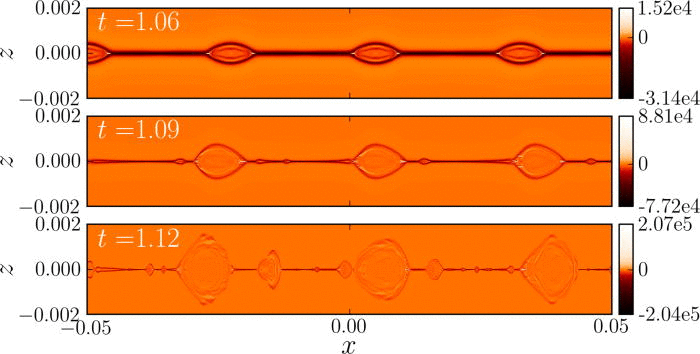 0.002 1.52e4
t = 1.06
z 0.000 0
−0.002 -3.14e4
0.002 8.81e4
t = 1.09
z 0.000 0
−0.002 -7.72e4
0.002 2.07e5
t = 1.12
z 0.000 0
−0.002 -2.04e5
−0.05 0.00 0.05
x